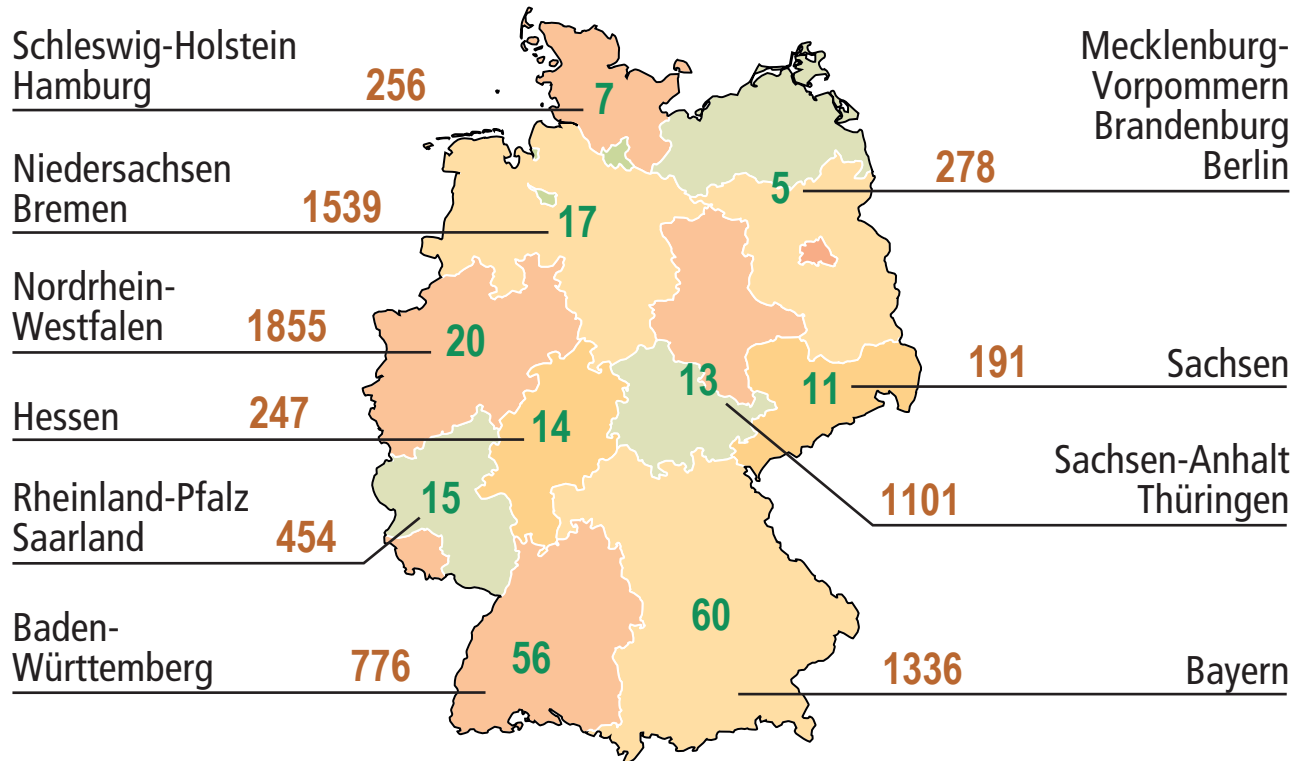 Schleswig-Holstein
Hamburg 256
7
Niedersachsen
Bremen 1539
17
Nordrhein-
Westfalen 1855
20
Hessen 247
14
Rheinland-Pfalz
Saarland 454
15
Baden-
Württemberg 776
56
Mecklenburg-
Vorpommern
Brandenburg
Berlin
278
5
191 Sachsen
11
Sachsen-Anhalt
Thüringen
1101
13
1336 Bayern
60